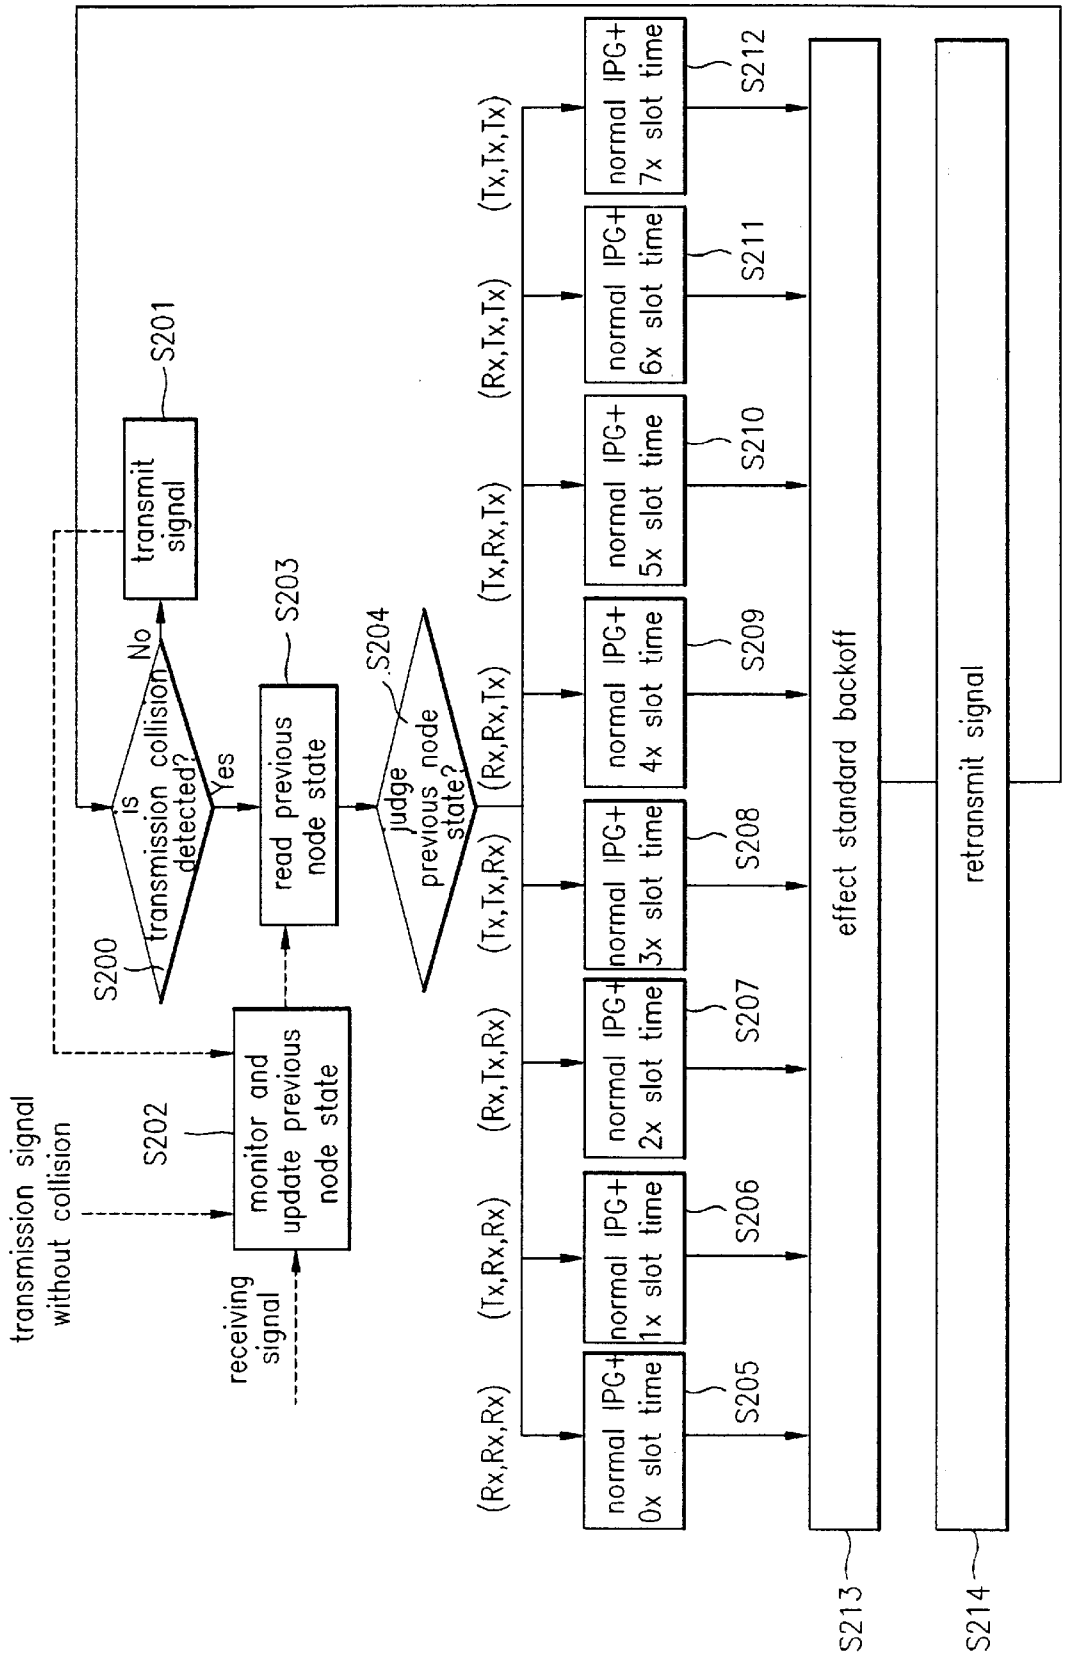 transmission signal
without collision
receiving
signal
S202
monitor and
update previous
node state
S200
is
transmission collision
detected?
No
Yes
transmit
signal
S201
read previous
node state
S203
judge
previous node
state?
S204
(Rx,Rx,Rx)
(Tx,Rx,Rx)
(Rx,Tx,Rx)
(Tx,Tx,Rx)
(Rx,Rx,Tx)
(Tx,Rx,Tx)
(Rx,Tx,Tx)
(Tx,Tx,Tx)
normal IPG+
0x slot time
S205
normal IPG+
1x slot time
S206
normal IPG+
2x slot time
S207
normal IPG+
3x slot time
S208
normal IPG+
4x slot time
S209
normal IPG+
5x slot time
S210
normal IPG+
6x slot time
S211
normal IPG+
7x slot time
S212
effect standard backoff
S213
retransmit signal
S214